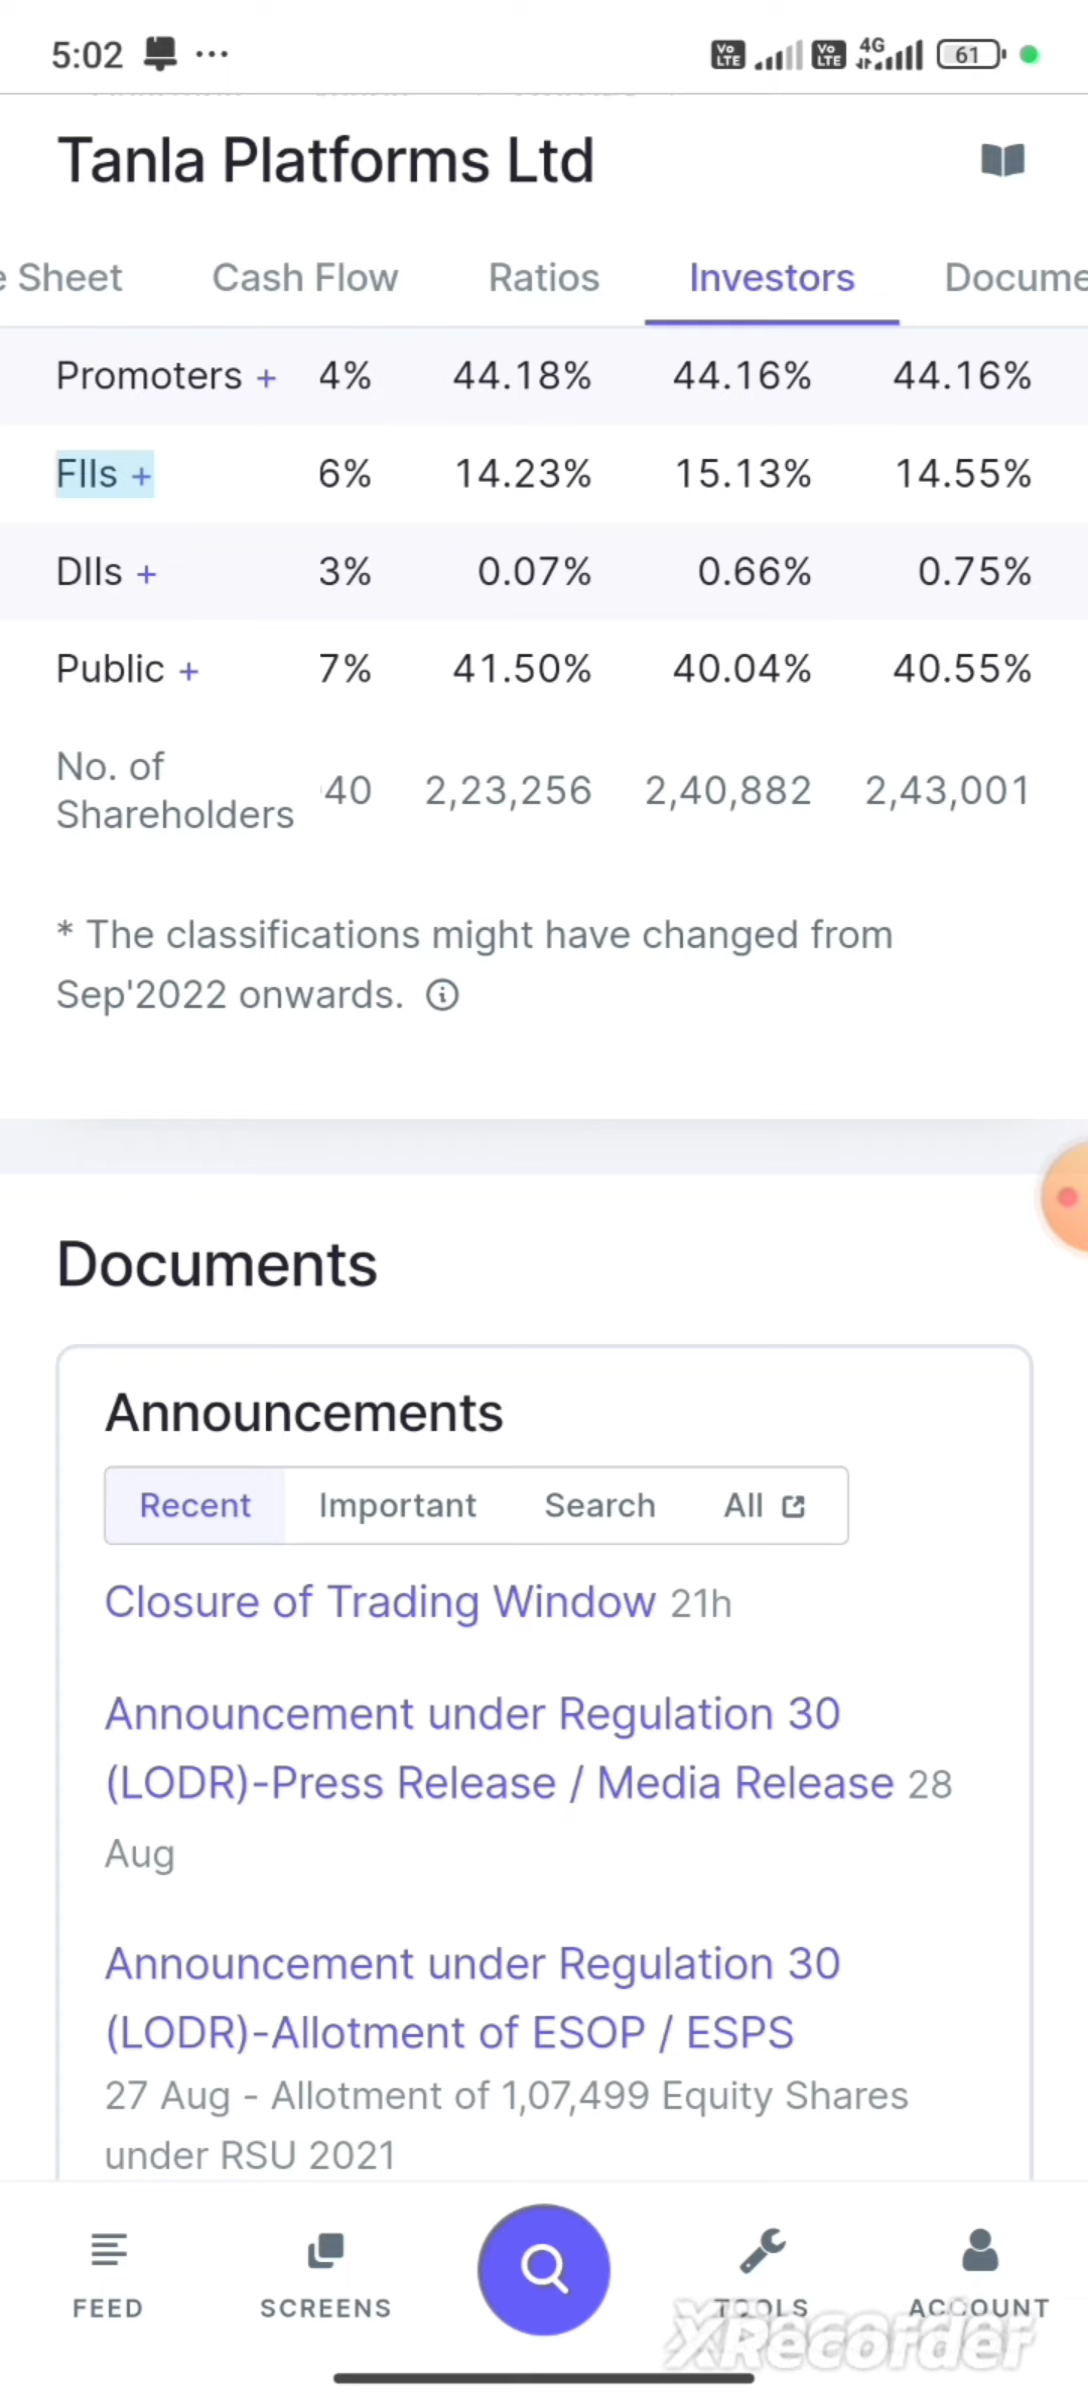 5:02 ... Vo LTE Vo LTE 4G 61
Tanla Platforms Ltd
e Sheet Cash Flow Ratios Investors Docume
Promoters + 4% 44.18% 44.16% 44.16%
FIIs + 6% 14.23% 15.13% 14.55%
DIIs + 3% 0.07% 0.66% 0.75%
Public + 7% 41.50% 40.04% 40.55%
No. of
Shareholders 40 2,23,256 2,40,882 2,43,001
* The classifications might have changed from
Sep'2022 onwards.
Documents
Announcements
Recent Important Search All
Closure of Trading Window 21h
Announcement under Regulation 30
(LODR)-Press Release / Media Release 28
Aug
Announcement under Regulation 30
(LODR)-Allotment of ESOP / ESPS
27 Aug - Allotment of 1,07,499 Equity Shares
under RSU 2021
FEED SCREENS TOOLS ACCOUNT
XRecorder